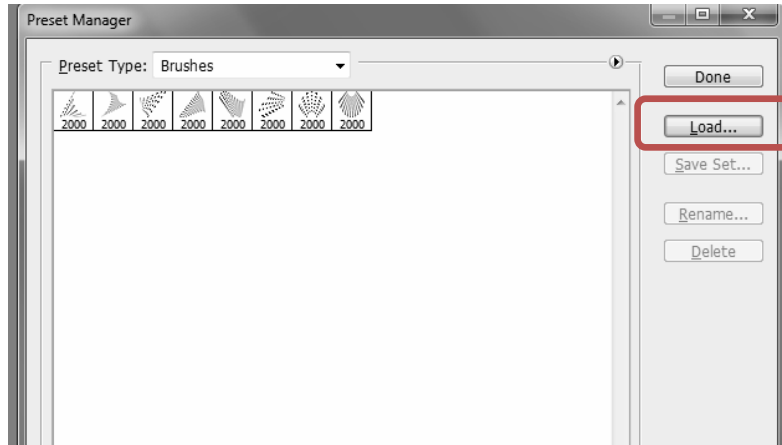 Preset Manager
Preset Type: Brushes
Done
2000 2000 2000 2000 2000 2000 2000 2000
Load...
Save Set...
Rename...
Delete